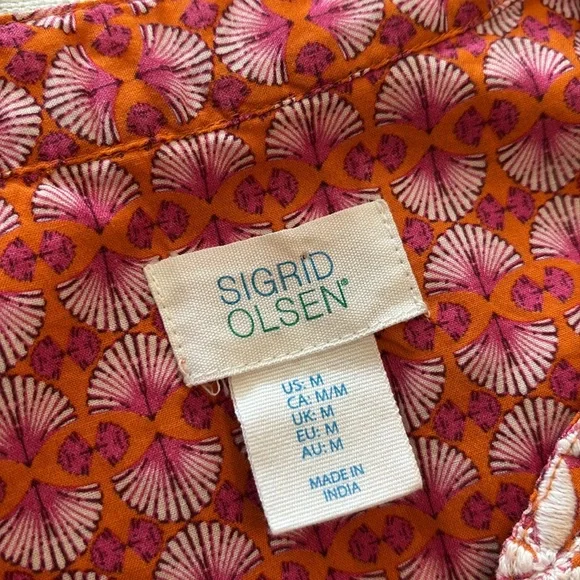 SIGRID
OLSEN®
US: M
CA: M/M
UK: M
EU: M
AU: M
MADE IN
INDIA